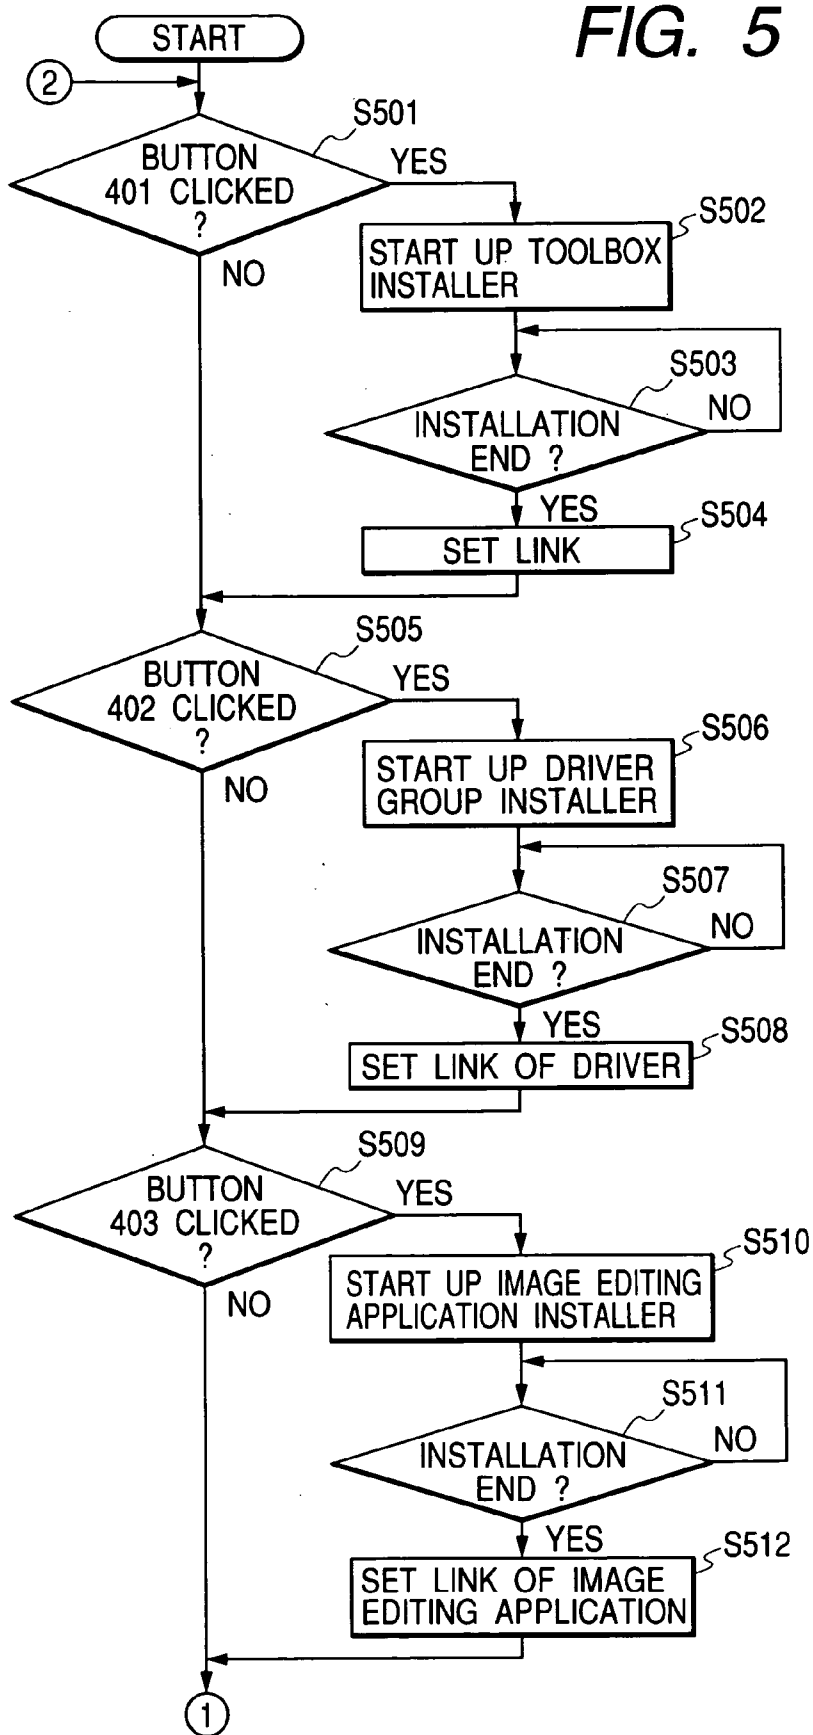 FIG. 5
START
2
S501
BUTTON
401 CLICKED
?
YES
NO
S502
START UP TOOLBOX
INSTALLER
S503
INSTALLATION
END ?
NO
YES
S504
SET LINK
S505
BUTTON
402 CLICKED
?
YES
NO
S506
START UP DRIVER
GROUP INSTALLER
S507
INSTALLATION
END ?
NO
YES
S508
SET LINK OF DRIVER
S509
BUTTON
403 CLICKED
?
YES
NO
S510
START UP IMAGE EDITING
APPLICATION INSTALLER
S511
INSTALLATION
END ?
NO
YES
S512
SET LINK OF IMAGE
EDITING APPLICATION
1